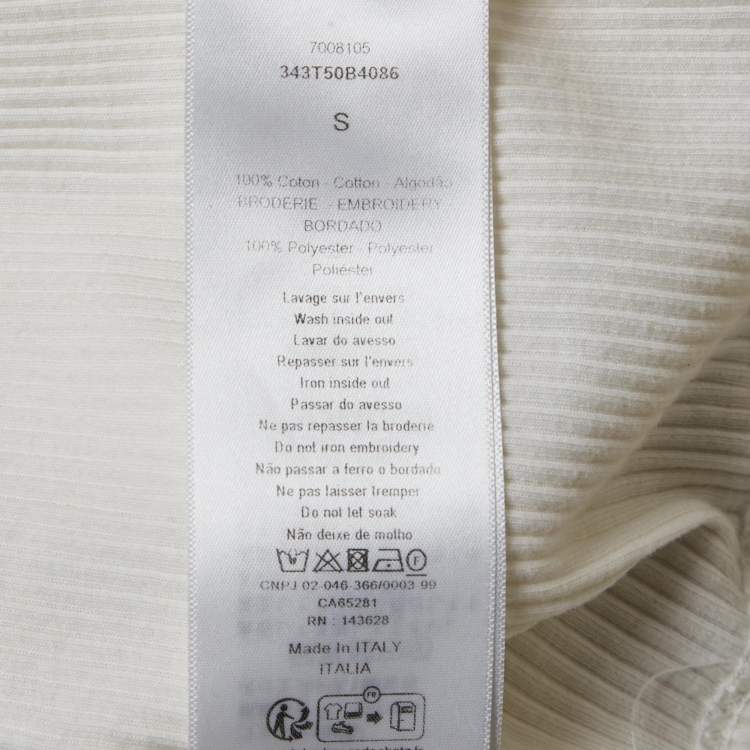 7008105
343T50B4086
S
100% Coton - Cotton - Algodão
BRODERIE - EMBROIDERY -
BORDADO
100% Polyester - Polyester
Poliéster
Lavage sur l'envers
Wash inside out
Lavar do avesso
Repasser sur l'envers
Iron inside out
Passar do avesso
Ne pas repasser la broderie
Do not iron embroidery
Não passar a ferro o bordado
Ne pas laisser tremper
Do not let soak
Não deixe de molho
F
CNPJ 02-046-366/0003-99
CA65281
RN : 143628
Made In ITALY
ITALIA
FR